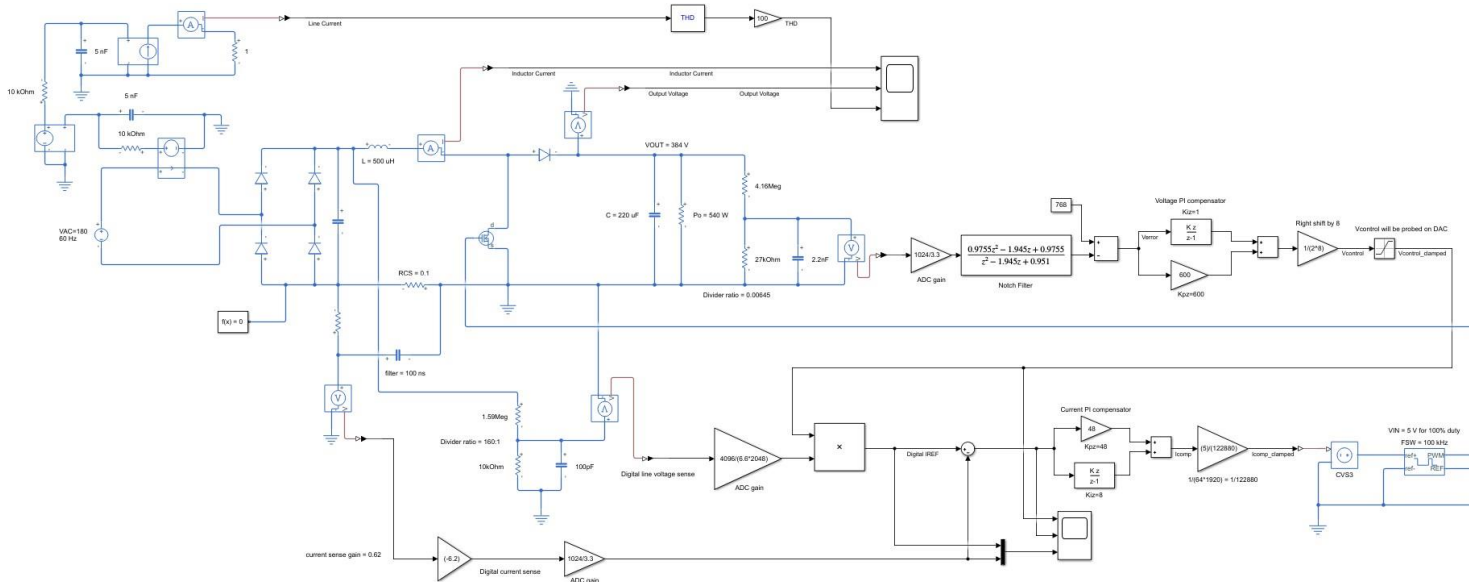 THD
100
THD
Line Current
A
5 nF
1
10 kOhm
5 nF
10 kOhm
Inductor Current
Inductor Current
Output Voltage
Output Voltage
V
A
L = 500 uH
VOUT = 384 V
VAC=180
60 Hz
4.16Meg
C = 220 uF
Po = 540 W
27kOhm
2.2nF
V
1024/3.3
ADC gain
0.9755z² − 1.945z + 0.9755
z² − 1.945z + 0.951
Notch Filter
768
Verror
Voltage PI compensator
Kiz=1
K z
z-1
600
Kpz=600
Right shift by 8
1/(2^8)
Vcontrol
Vcontrol will be probed on DAC
Vcontrol_clamped
RCS = 0.1
Divider ratio = 0.00645
f(x) = 0
filter = 100 ns
V
V
1.59Meg
Divider ratio = 160:1
10kOhm
100pF
Digital line voltage sense
4096/(6.6*2048)
ADC gain
×
Digital IREF
Current PI compensator
48
Kpz=48
K z
z-1
Kiz=8
Icomp
(5)/(122880)
1/(64*1920) = 1/122880
Icomp_clamped
CVS3
VIN = 5 V for 100% duty
FSW = 100 kHz
ref+ PWM
ref- REF
current sense gain = 0.62
(-6.2)
Digital current sense
1024/3.3
ADC gain